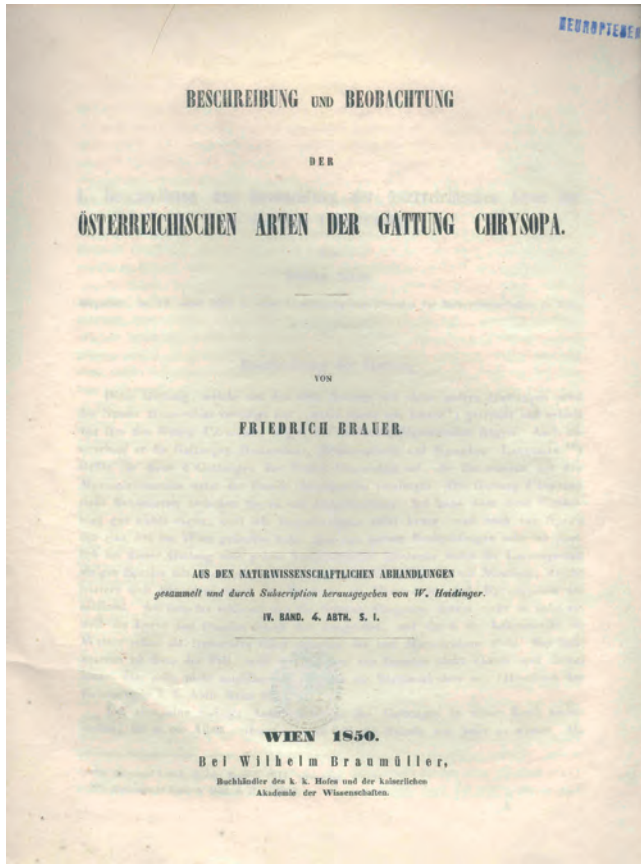 NEUROPTEREN
BESCHREIBUNG UND BEOBACHTUNG
DER
ÖSTERREICHISCHEN ARTEN DER GATTUNG CHRYSOPA.
VON
FRIEDRICH BRAUER.
AUS DEN NATURWISSENSCHAFTLICHEN ABHANDLUNGEN
gesammelt und durch Subscription herausgegeben von W. Haidinger.
IV. BAND. 4. ABTH. S. 1.
WIEN 1850.
Bei Wilhelm Braumüller,
Buchhändler des k. k. Hofes und der kaiserlichen
Akademie der Wissenschaften.